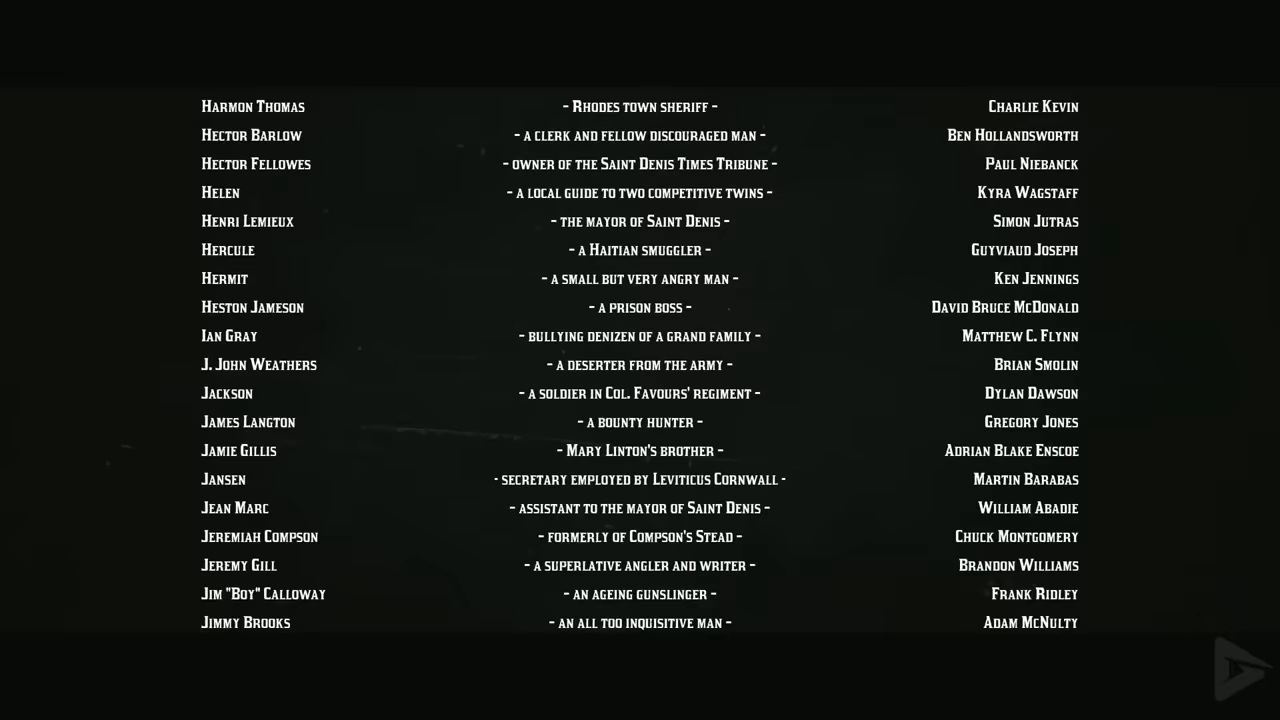 Harmon Thomas - Rhodes town sheriff - Charlie Kevin
Hector Barlow - a clerk and fellow discouraged man - Ben Hollandsworth
Hector Fellowes - owner of the Saint Denis Times Tribune - Paul Niebanck
Helen - a local guide to two competitive twins - Kyra Wagstaff
Henri Lemieux - the mayor of Saint Denis - Simon Jutras
Hercule - a Haitian smuggler - Guyviaud Joseph
Hermit - a small but very angry man - Ken Jennings
Heston Jameson - a prison boss - David Bruce McDonald
Ian Gray - bullying denizen of a grand family - Matthew C. Flynn
J. John Weathers - a deserter from the army - Brian Smolin
Jackson - a soldier in Col. Favours' regiment - Dylan Dawson
James Langton - a bounty hunter - Gregory Jones
Jamie Gillis - Mary Linton's brother - Adrian Blake Enscoe
Jansen - secretary employed by Leviticus Cornwall - Martin Barabas
Jean Marc - assistant to the mayor of Saint Denis - William Abadie
Jeremiah Compson - formerly of Compson's Stead - Chuck Montgomery
Jeremy Gill - a superlative angler and writer - Brandon Williams
Jim "Boy" Calloway - an ageing gunslinger - Frank Ridley
Jimmy Brooks - an all too inquisitive man - Adam McNulty